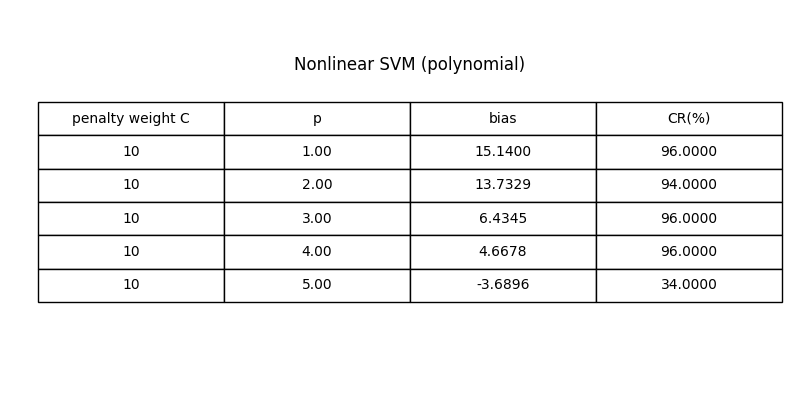 Nonlinear SVM (polynomial)
penalty weight C p bias CR(%)
10 1.00 15.1400 96.0000
10 2.00 13.7329 94.0000
10 3.00 6.4345 96.0000
10 4.00 4.6678 96.0000
10 5.00 -3.6896 34.0000